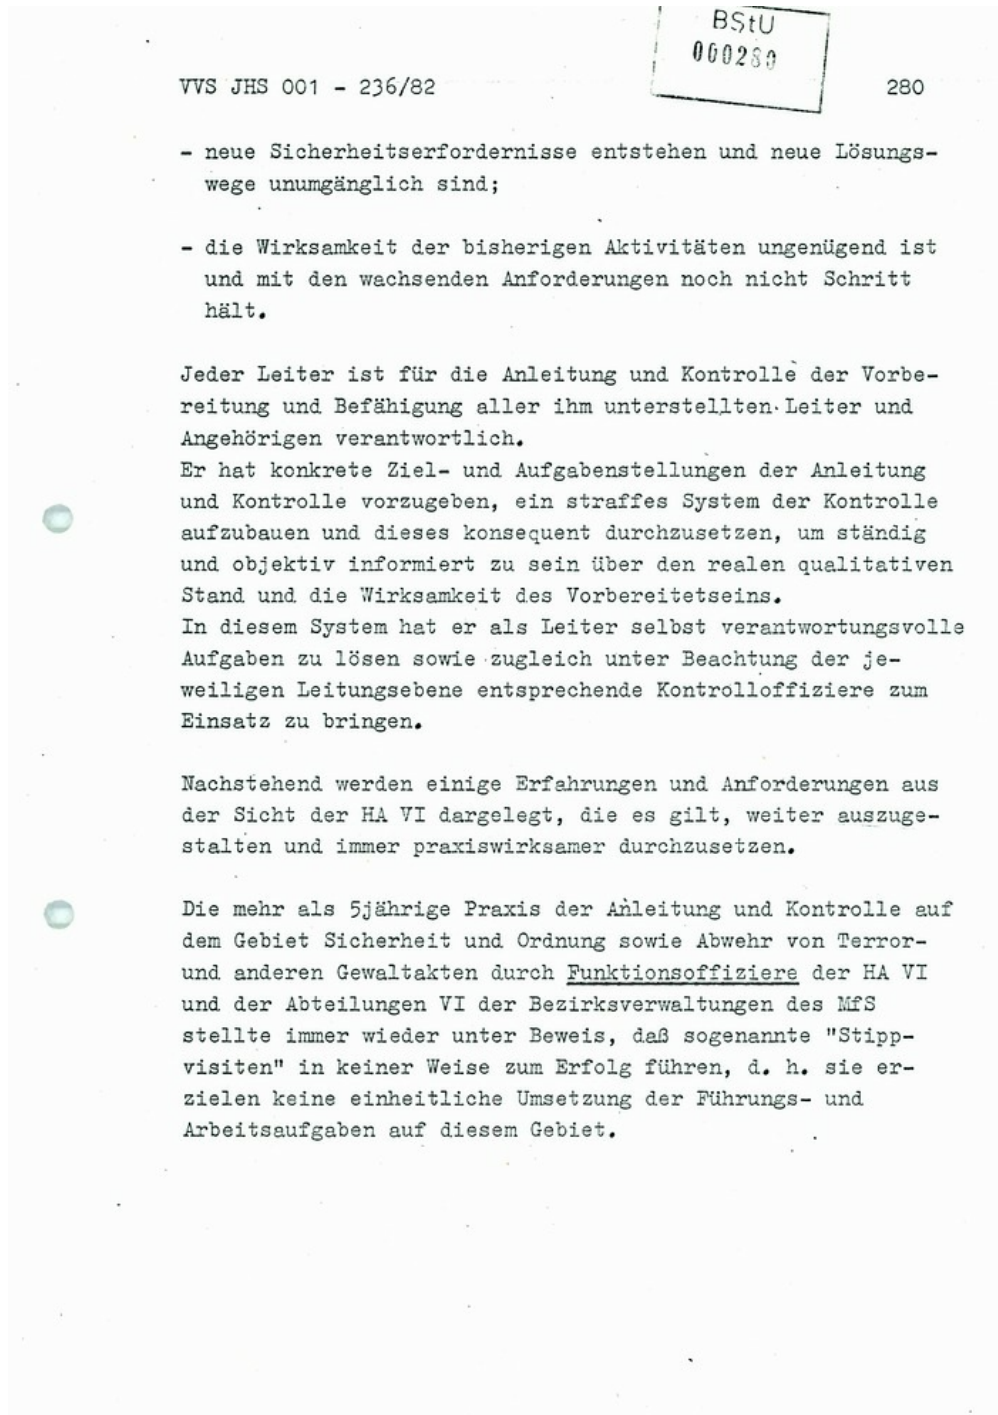 BStU
000280
VVS JHS 001 - 236/82 280
- neue Sicherheitserfordernisse entstehen und neue Lösungs-
wege unumgänglich sind;
- die Wirksamkeit der bisherigen Aktivitäten ungenügend ist
und mit den wachsenden Anforderungen noch nicht Schritt
hält.
Jeder Leiter ist für die Anleitung und Kontrolle der Vorbe-
reitung und Befähigung aller ihm unterstellten Leiter und
Angehörigen verantwortlich.
Er hat konkrete Ziel- und Aufgabenstellungen der Anleitung
und Kontrolle vorzugeben, ein straffes System der Kontrolle
aufzubauen und dieses konsequent durchzusetzen, um ständig
und objektiv informiert zu sein über den realen qualitativen
Stand und die Wirksamkeit des Vorbereitetseins.
In diesem System hat er als Leiter selbst verantwortungsvolle
Aufgaben zu lösen sowie zugleich unter Beachtung der je-
weiligen Leitungsebene entsprechende Kontrolloffiziere zum
Einsatz zu bringen.
Nachstehend werden einige Erfahrungen und Anforderungen aus
der Sicht der HA VI dargelegt, die es gilt, weiter auszuge-
stalten und immer praxiswirksamer durchzusetzen.
Die mehr als 5jährige Praxis der Anleitung und Kontrolle auf
dem Gebiet Sicherheit und Ordnung sowie Abwehr von Terror-
und anderen Gewaltakten durch Funktionsoffiziere der HA VI
und der Abteilungen VI der Bezirksverwaltungen des MfS
stellte immer wieder unter Beweis, daß sogenannte "Stipp-
visiten" in keiner Weise zum Erfolg führen, d. h. sie er-
zielen keine einheitliche Umsetzung der Führungs- und
Arbeitsaufgaben auf diesem Gebiet.